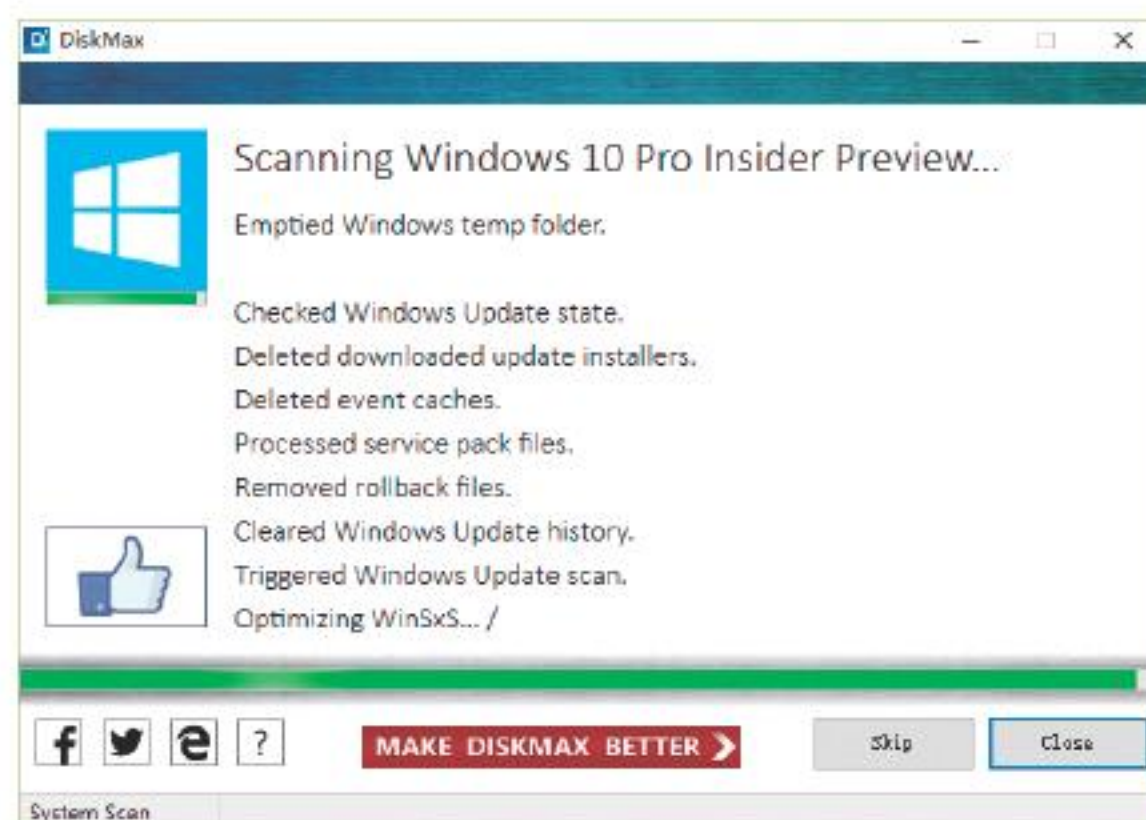 DiskMax
Scanning Windows 10 Pro Insider Preview...
Emptied Windows temp folder.
Checked Windows Update state.
Deleted downloaded update installers.
Deleted event caches.
Processed service pack files.
Removed rollback files.
Cleared Windows Update history.
Triggered Windows Update scan.
Optimizing WinSxS... /
? MAKE DISKMAX BETTER Skip Close
System Scan